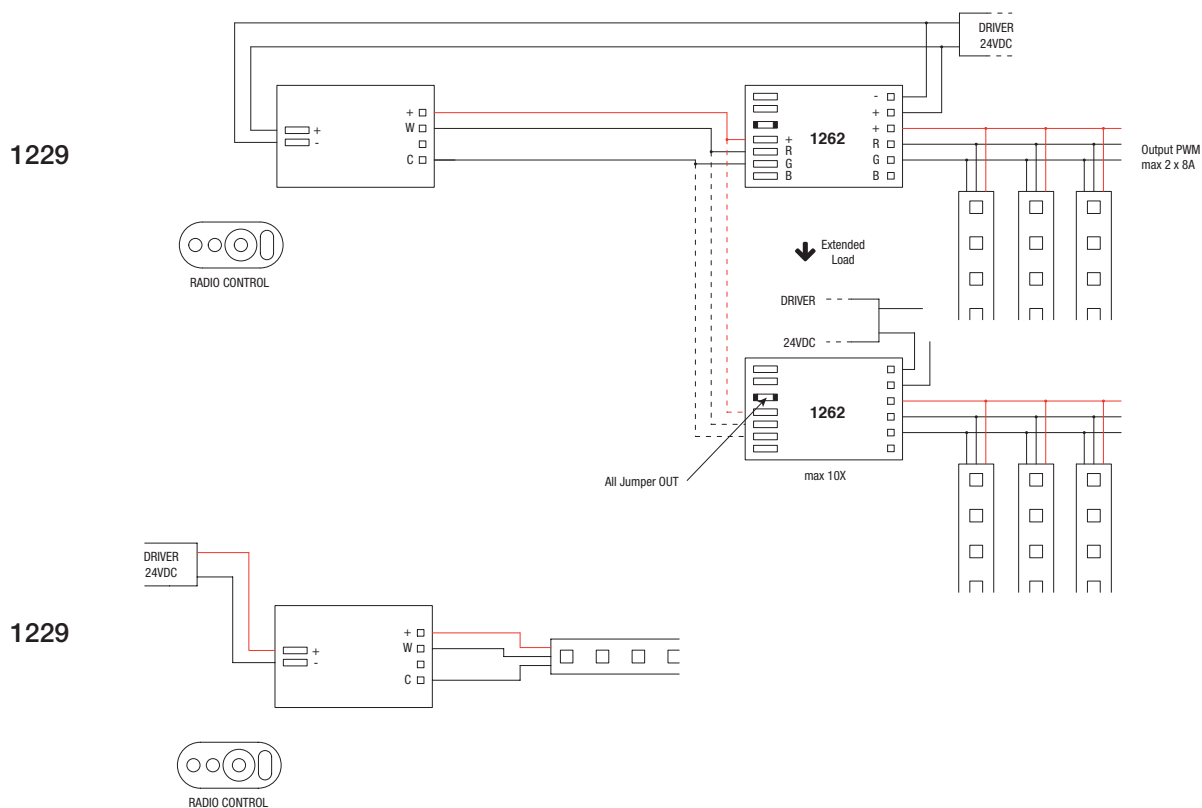 DRIVER
24VDC
1229
+
-
+
W
C
1262
+
R
G
B
-
+
+
R
G
B
Output PWM
max 2 x 8A
RADIO CONTROL
Extended
Load
DRIVER
24VDC
1262
All Jumper OUT
max 10X
DRIVER
24VDC
1229
+
-
+
W
C
RADIO CONTROL